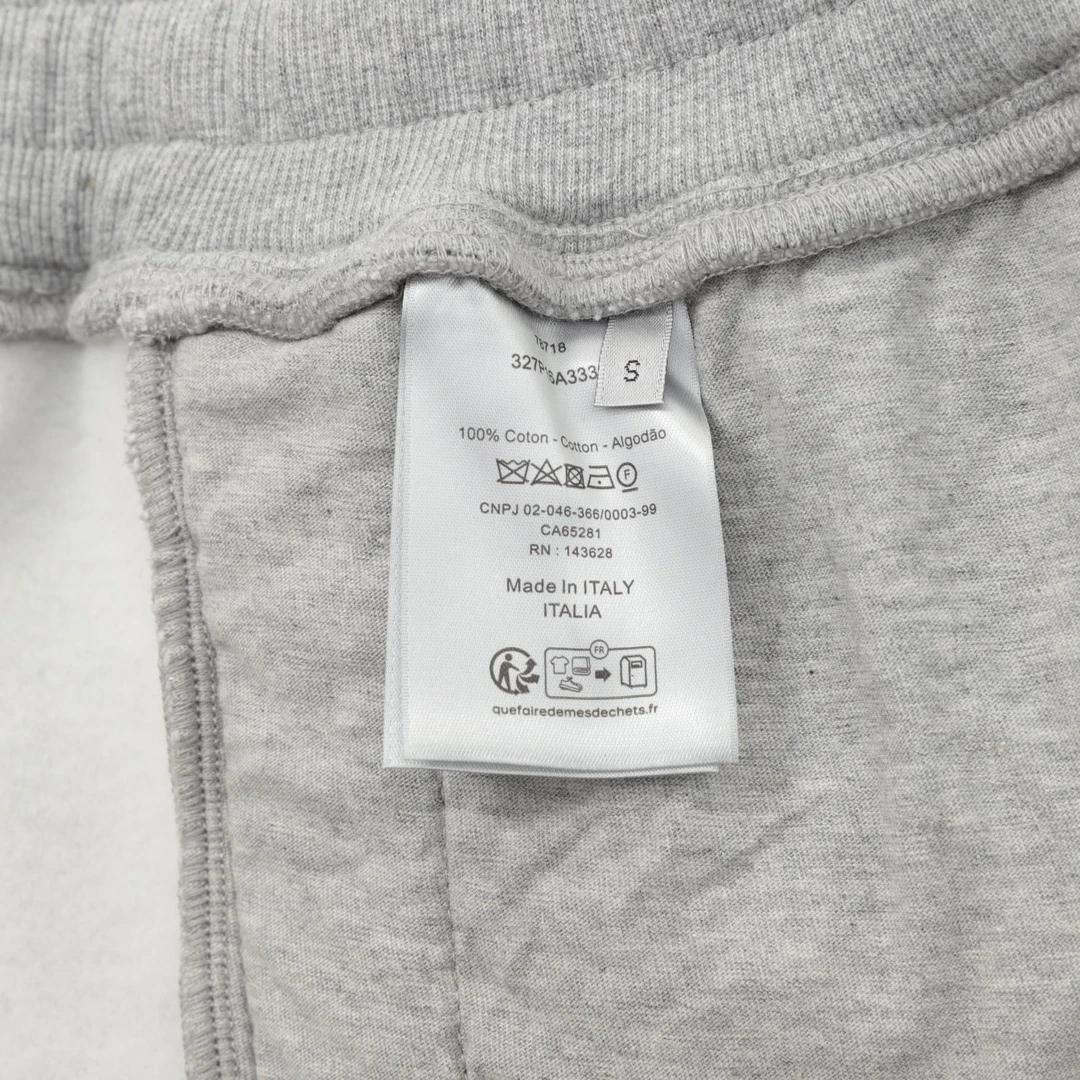 78718
S
100% Coton - Cotton - Algodão
F
CNPJ 02-046-366/0003-99
CA65281
RN : 143628
Made In ITALY
ITALIA
FR
quefairedemesdechets.fr